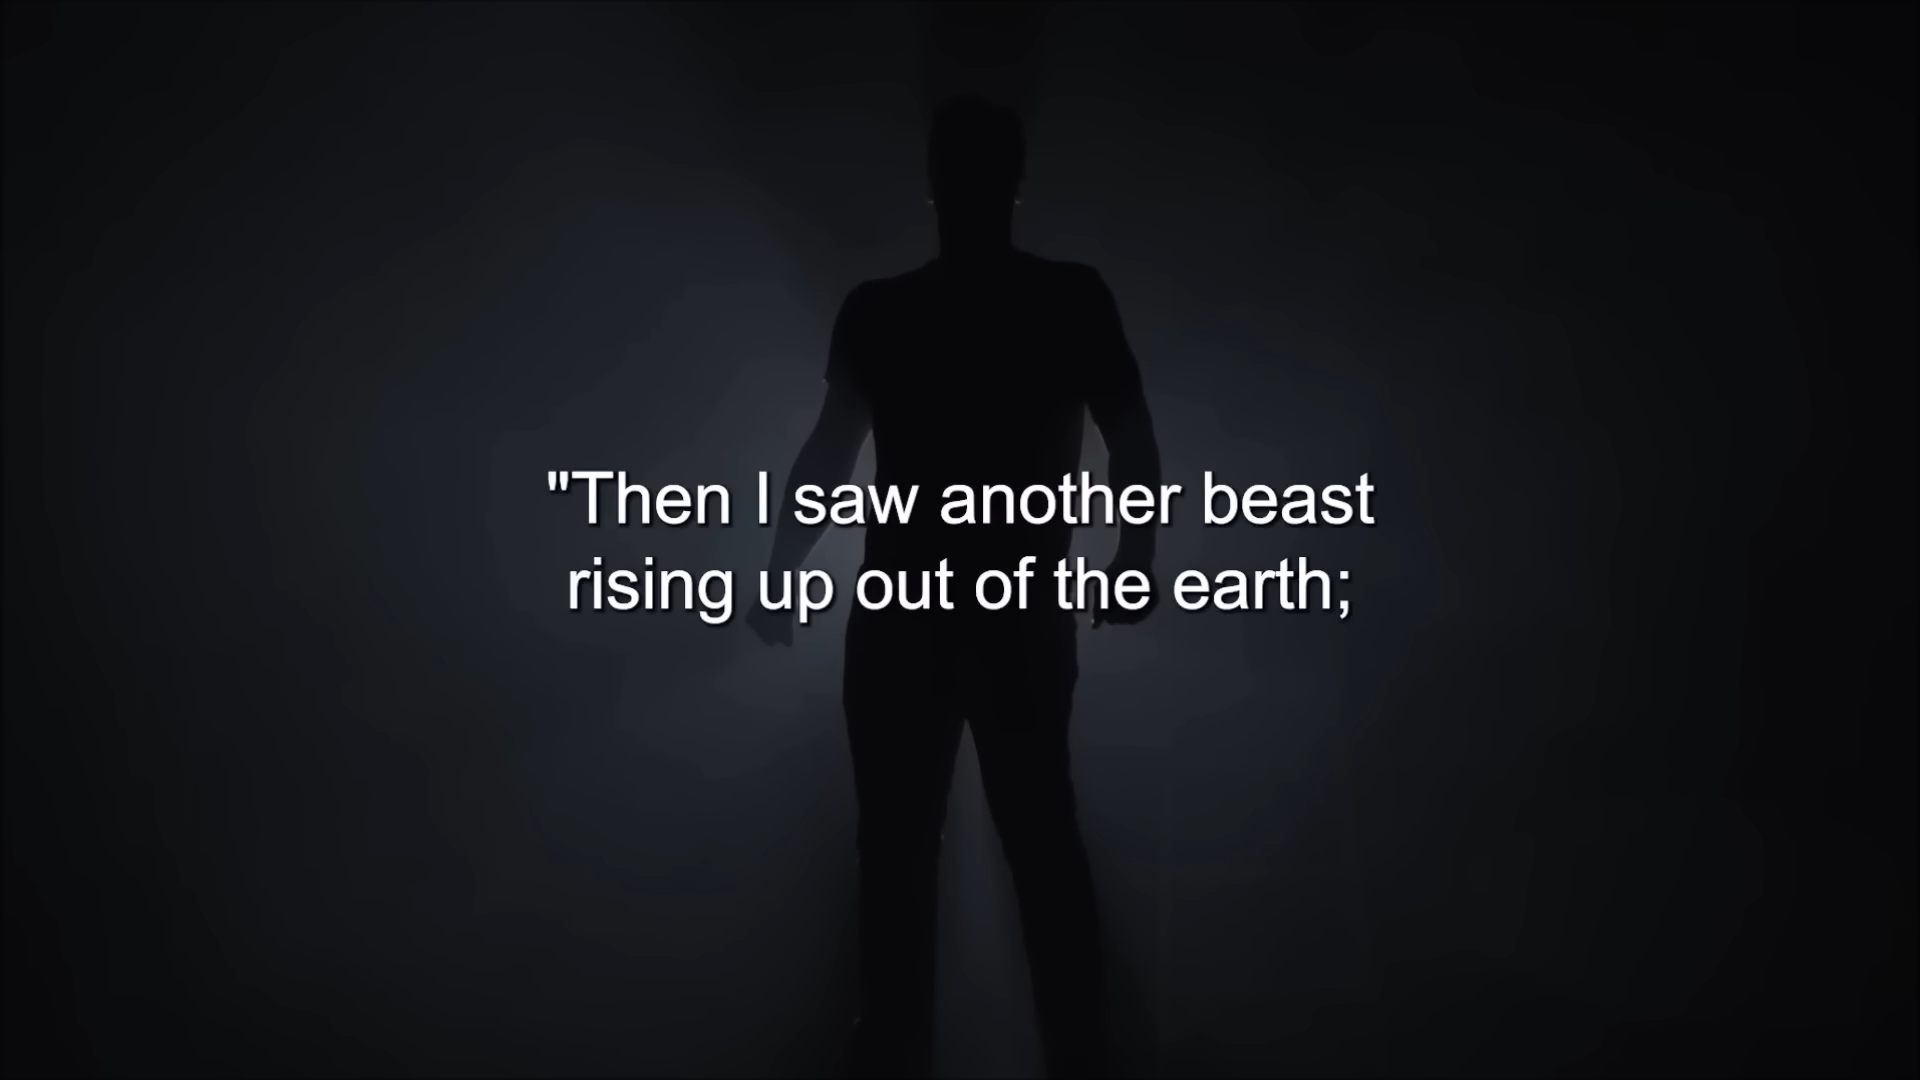 "Then I saw another beast
rising up out of the earth;